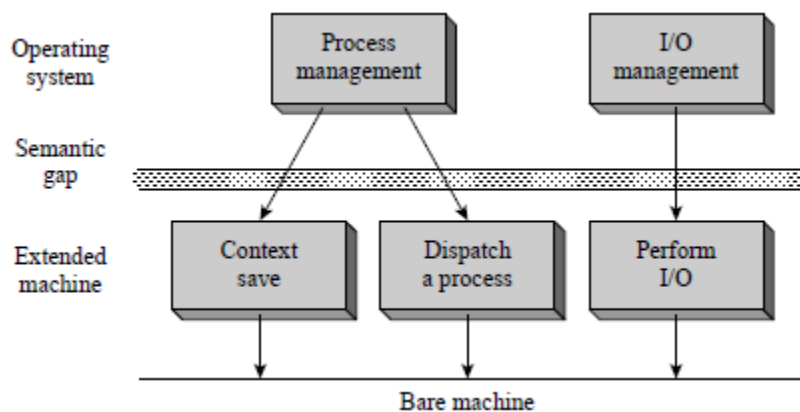 Operating
system
Process
management
I/O
management
Semantic
gap
Extended
machine
Context
save
Dispatch
a process
Perform
I/O
Bare machine